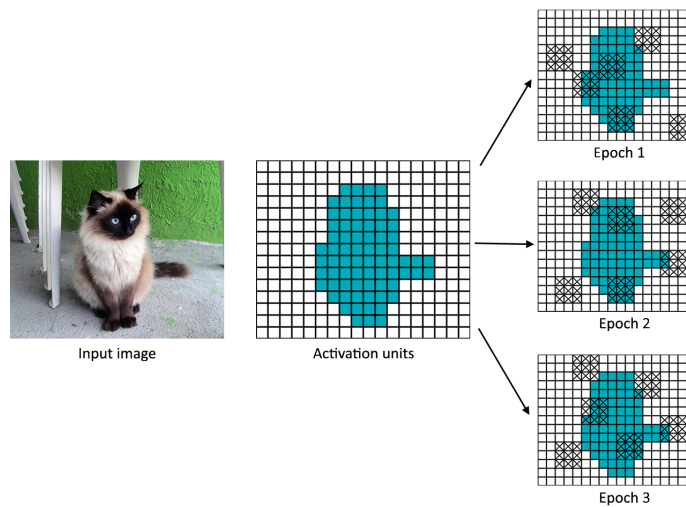 Epoch 1
Input image
Activation units
Epoch 2
Epoch 3